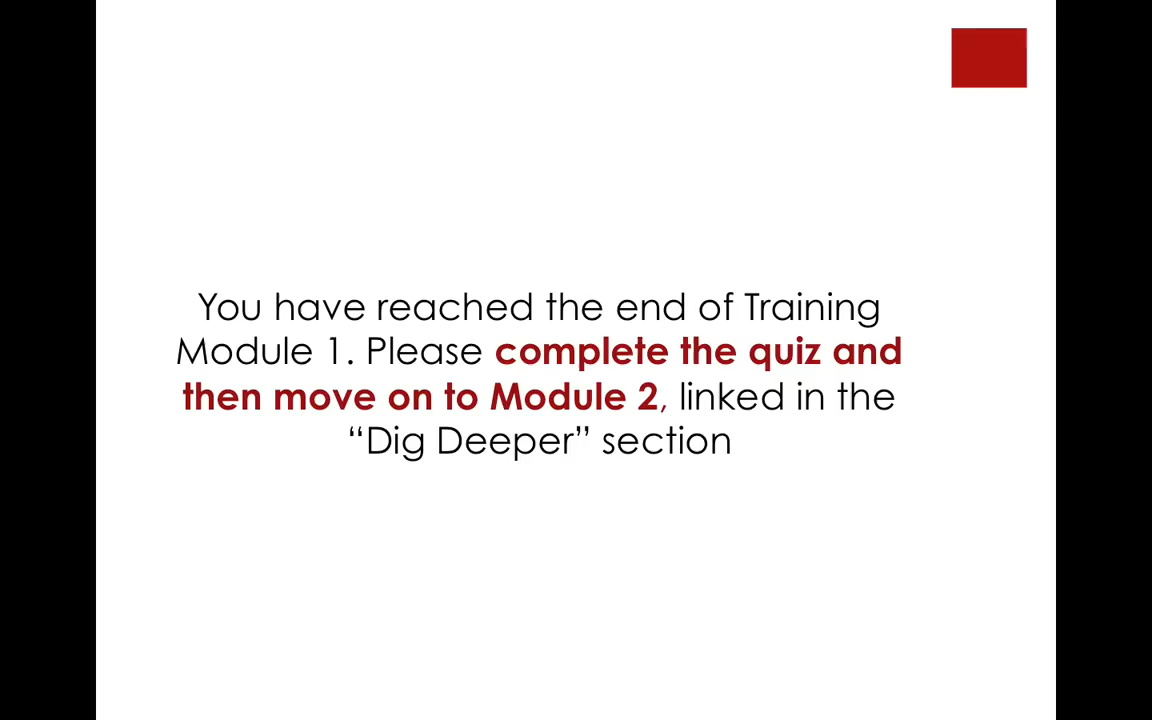 You have reached the end of Training
Module 1. Please complete the quiz and
then move on to Module 2, linked in the
“Dig Deeper” section